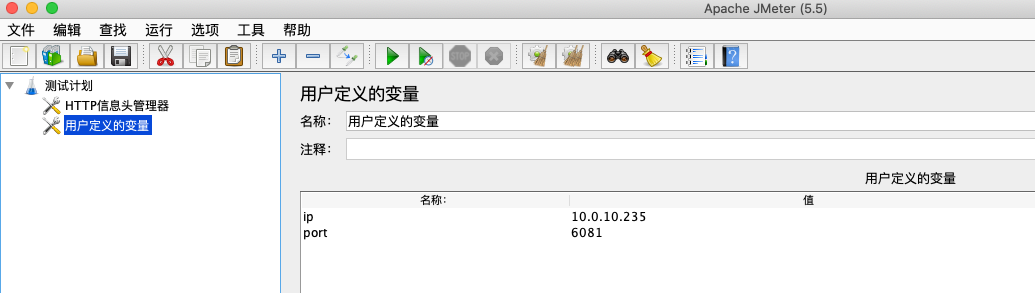 Apache JMeter (5.5)
文件 编辑 查找 运行 选项 工具 帮助
STOP
测试计划
HTTP信息头管理器
用户定义的变量
用户定义的变量
名称： 用户定义的变量
注释：
用户定义的变量
名称： 值
ip 10.0.10.235
port 6081